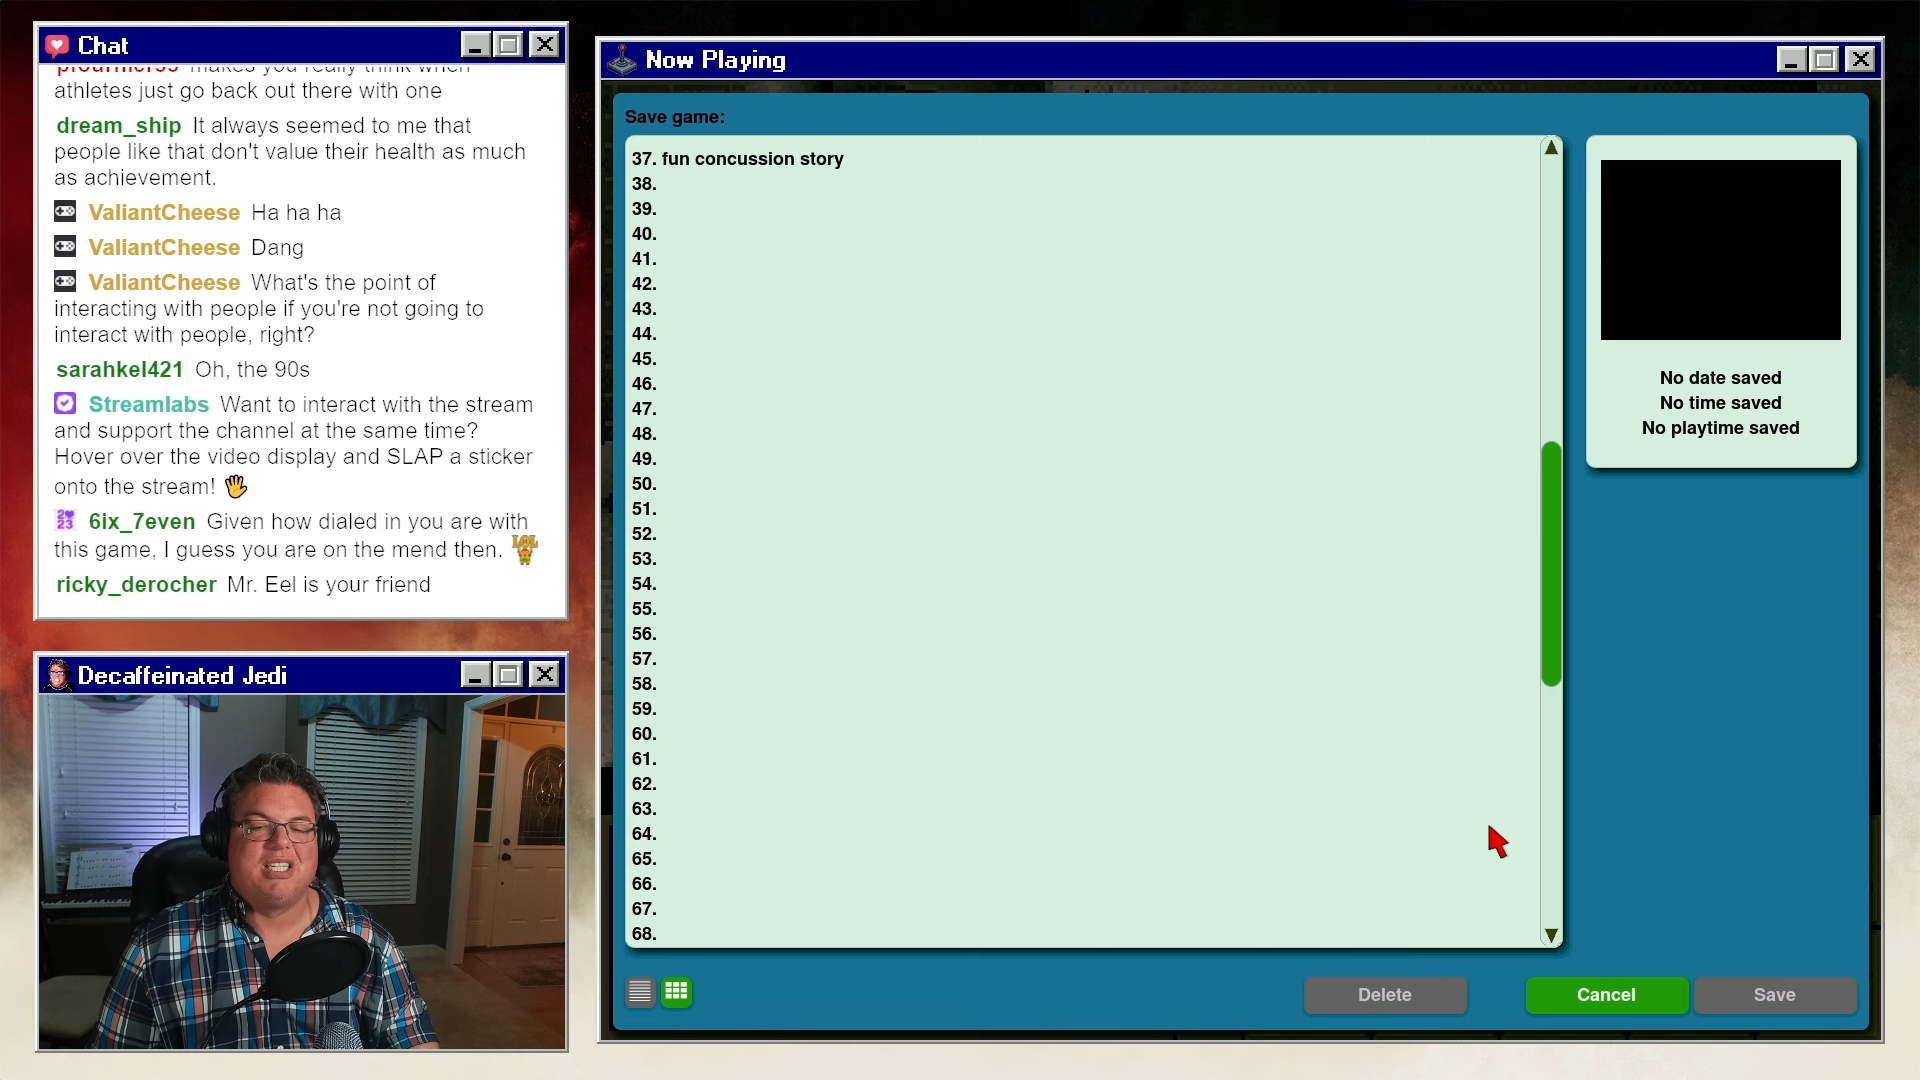 Chat
makes you really think when
athletes just go back out there with one
dream_ship It always seemed to me that
people like that don't value their health as much
as achievement.
ValiantCheese Ha ha ha
ValiantCheese Dang
ValiantCheese What's the point of
interacting with people if you're not going to
interact with people, right?
sarahkel421 Oh, the 90s
Streamlabs Want to interact with the stream
and support the channel at the same time?
Hover over the video display and SLAP a sticker
onto the stream!
6ix_7even Given how dialed in you are with
this game, I guess you are on the mend then.
ricky_derocher Mr. Eel is your friend
Decaffeinated Jedi
Now Playing
Save game:
37. fun concussion story
38.
39.
40.
41.
42.
43.
44.
45.
46.
47.
48.
49.
50.
51.
52.
53.
54.
55.
56.
57.
58.
59.
60.
61.
62.
63.
64.
65.
66.
67.
68.
No date saved
No time saved
No playtime saved
Delete
Cancel
Save